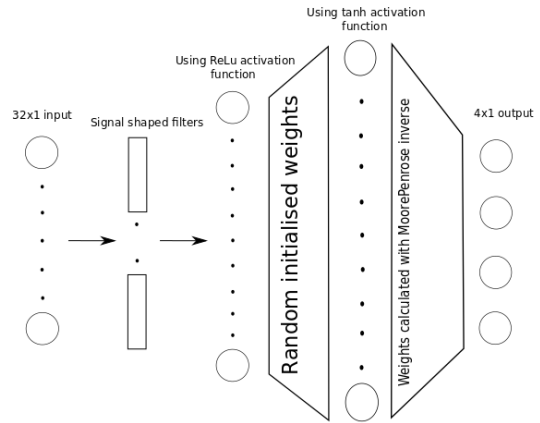 Using tanh activation
function
Using ReLu activation
function
32x1 input
Signal shaped filters
4x1 output
Random initialised weights
Weights calculated with MoorePenrose inverse